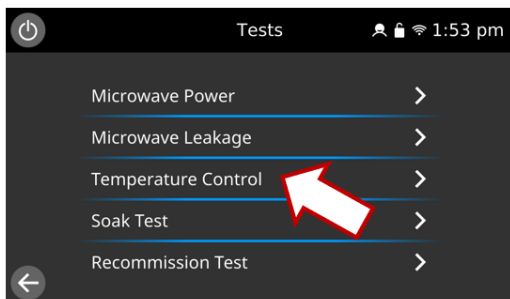 Tests
1:53 pm
Microwave Power
Microwave Leakage
Temperature Control
Soak Test
Recommission Test